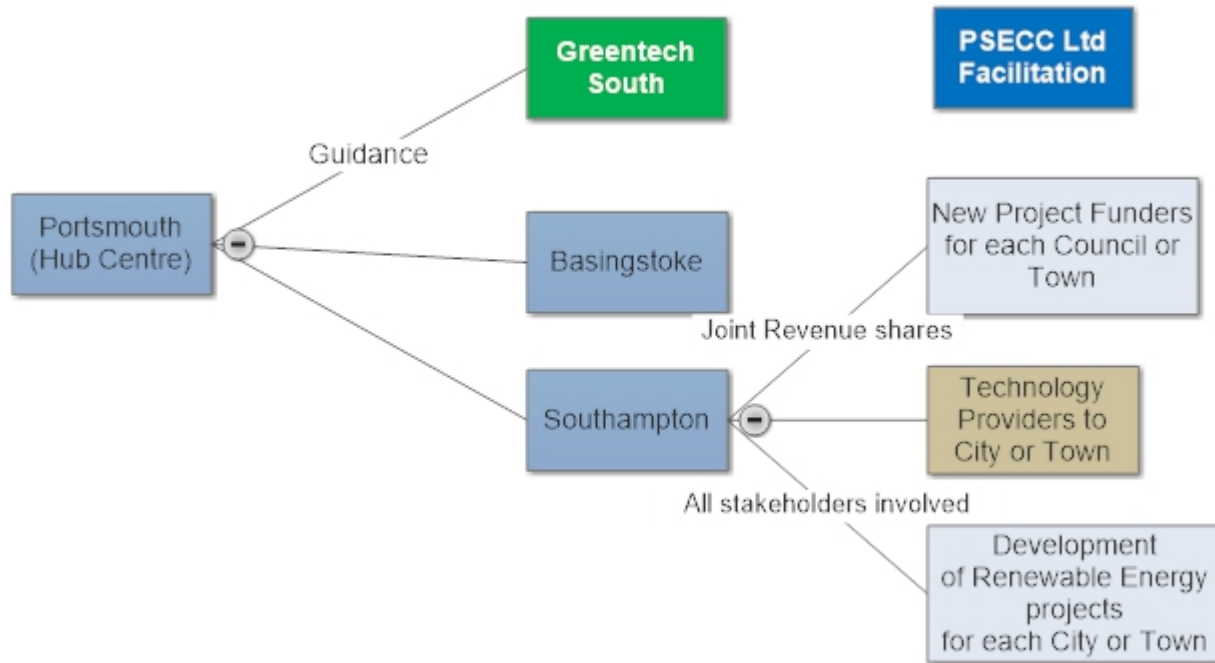 Greentech
South
PSECC Ltd
Facilitation
Guidance
Portsmouth
(Hub Centre)
Basingstoke
New Project Funders
for each Council or
Town
Joint Revenue shares
Southampton
Technology
Providers to
City or Town
All stakeholders involved
Development
of Renewable Energy
projects
for each City or Town